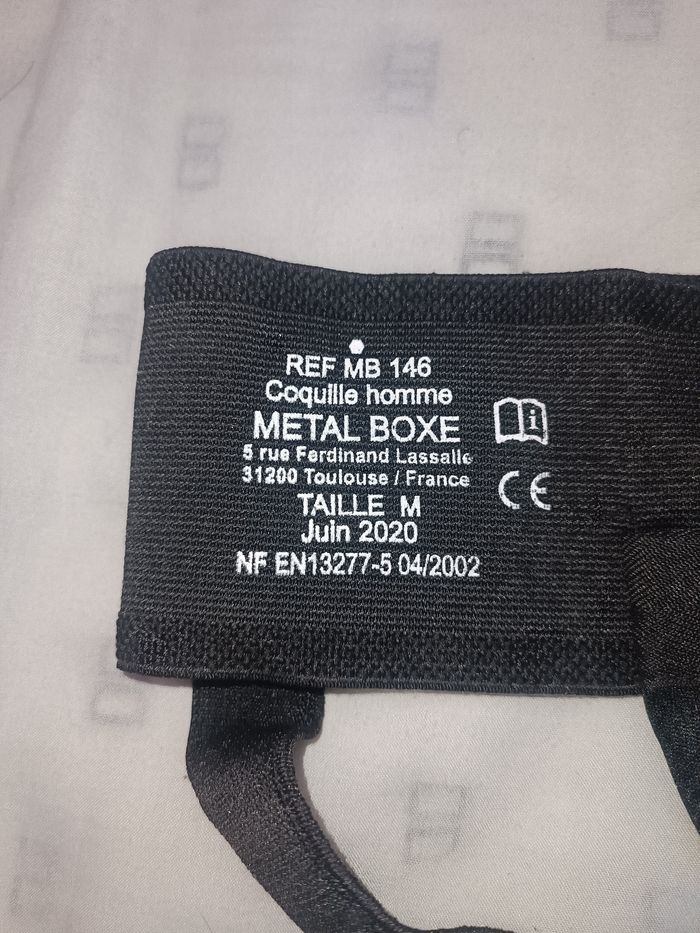 REF MB 146
Coquille homme
METAL BOXE
5 rue Ferdinand Lassalle
31200 Toulouse / France
TAILLE M
Juin 2020
NF EN13277-5 04/2002
i
CE